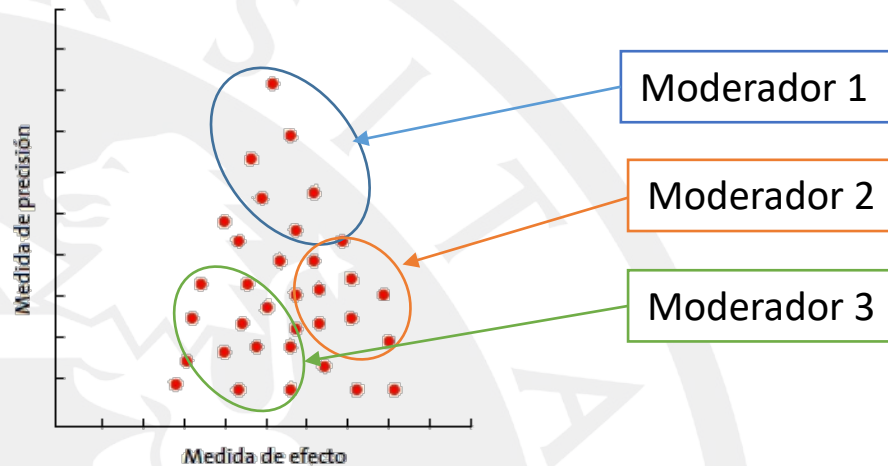 Moderador 1
Moderador 2
Moderador 3
Medida de precisión
Medida de efecto
S I T A